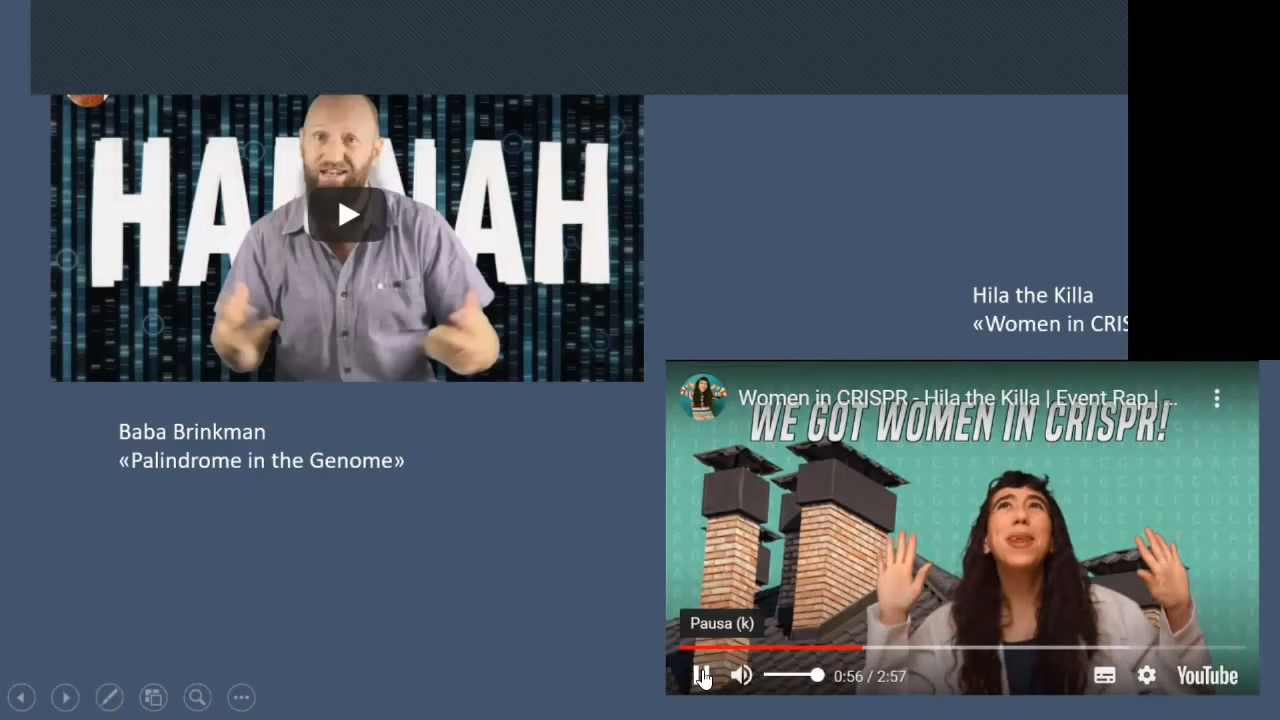 HANNAH
Baba Brinkman
«Palindrome in the Genome»
Hila the Killa
«Women in CRIS
Women in CRISPR - Hila the Killa | Event Rap | ...
WE GOT WOMEN IN CRISPR!
Pausa (k)
0:56 / 2:57
YouTube